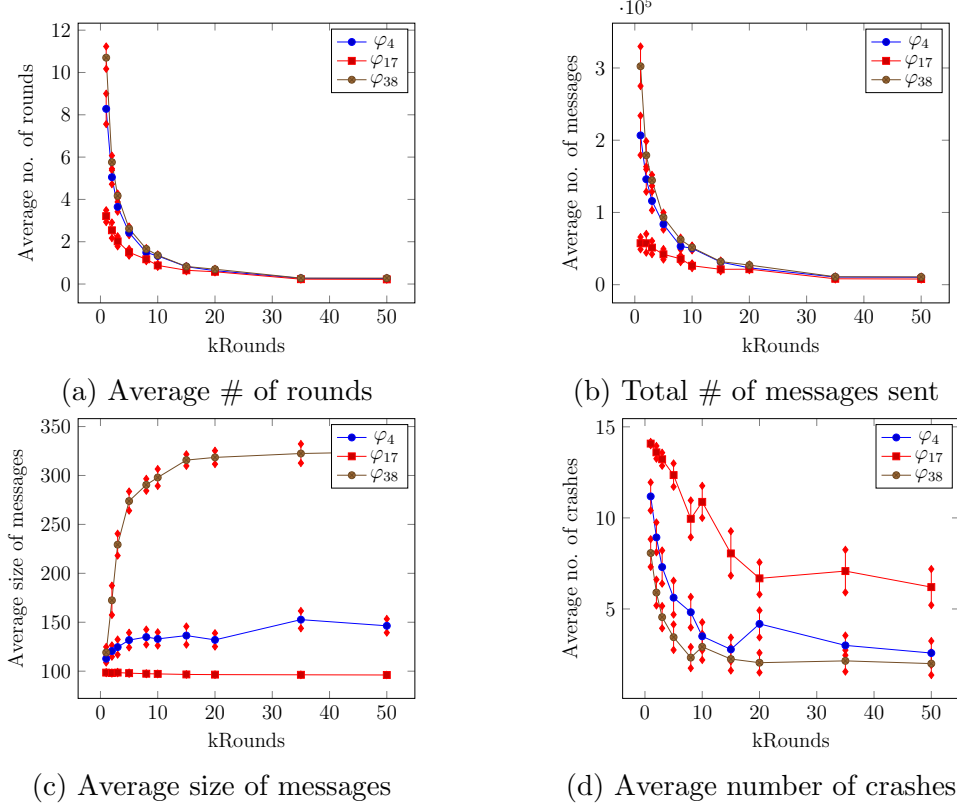 12
10
8
6
4
2
0
Average no. of rounds
φ4
φ17
φ38
0 10 20 30 40 50
kRounds
(a) Average # of rounds
·10^5
3
2
1
0
Average no. of messages
φ4
φ17
φ38
0 10 20 30 40 50
kRounds
(b) Total # of messages sent
350
300
250
200
150
100
Average size of messages
φ4
φ17
φ38
0 10 20 30 40 50
kRounds
(c) Average size of messages
15
10
5
Average no. of crashes
φ4
φ17
φ38
0 10 20 30 40 50
kRounds
(d) Average number of crashes